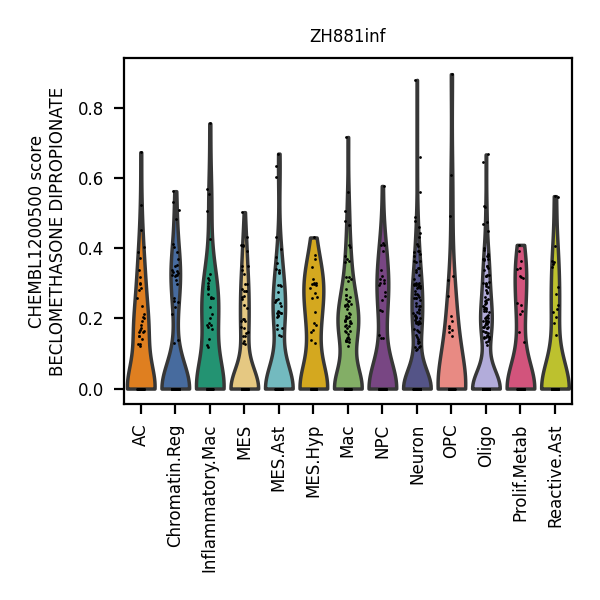 ZH881inf
CHEMBL1200500 score
BECLOMETHASONE DIPROPIONATE
0.8
0.6
0.4
0.2
0.0
AC
Chromatin.Reg
Inflammatory.Mac
MES
MES.Ast
MES.Hyp
Mac
NPC
Neuron
OPC
Oligo
Prolif.Metab
Reactive.Ast